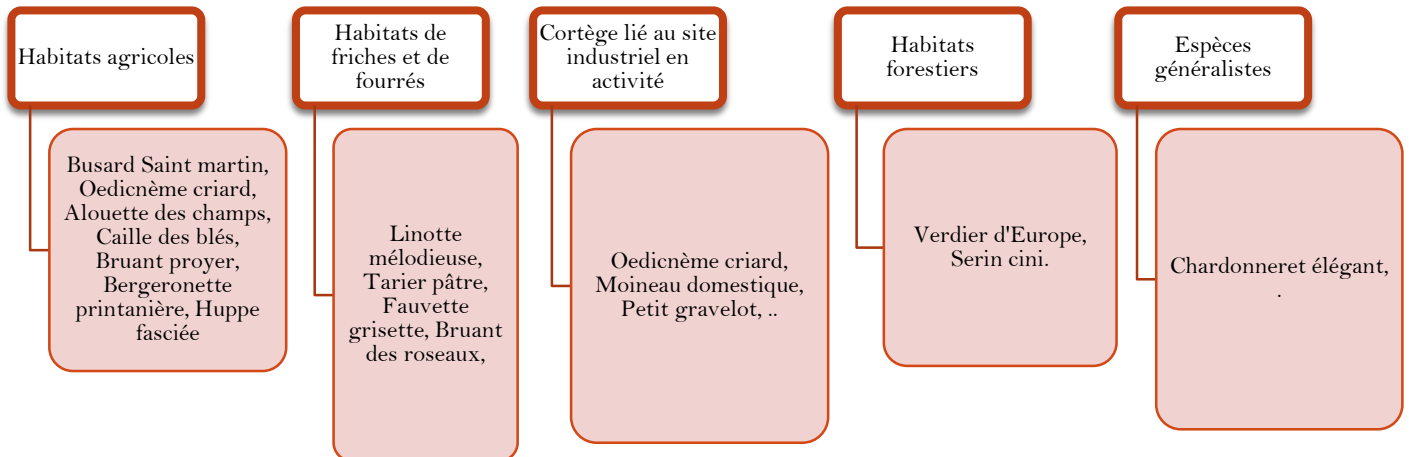 Habitats agricoles
Busard Saint martin,
Oedicnème criard,
Alouette des champs,
Caille des blés,
Bruant proyer,
Bergeronette
printanière, Huppe
fasciée
Habitats de
friches et de
fourrés
Linotte
mélodieuse,
Tarier pâtre,
Fauvette
grisette, Bruant
des roseaux,
Cortège lié au site
industriel en
activité
Oedicnème criard,
Moineau domestique,
Petit gravelot, ..
Habitats
forestiers
Verdier d'Europe,
Serin cini.
Espèces
généralistes
Chardonneret élégant,
.